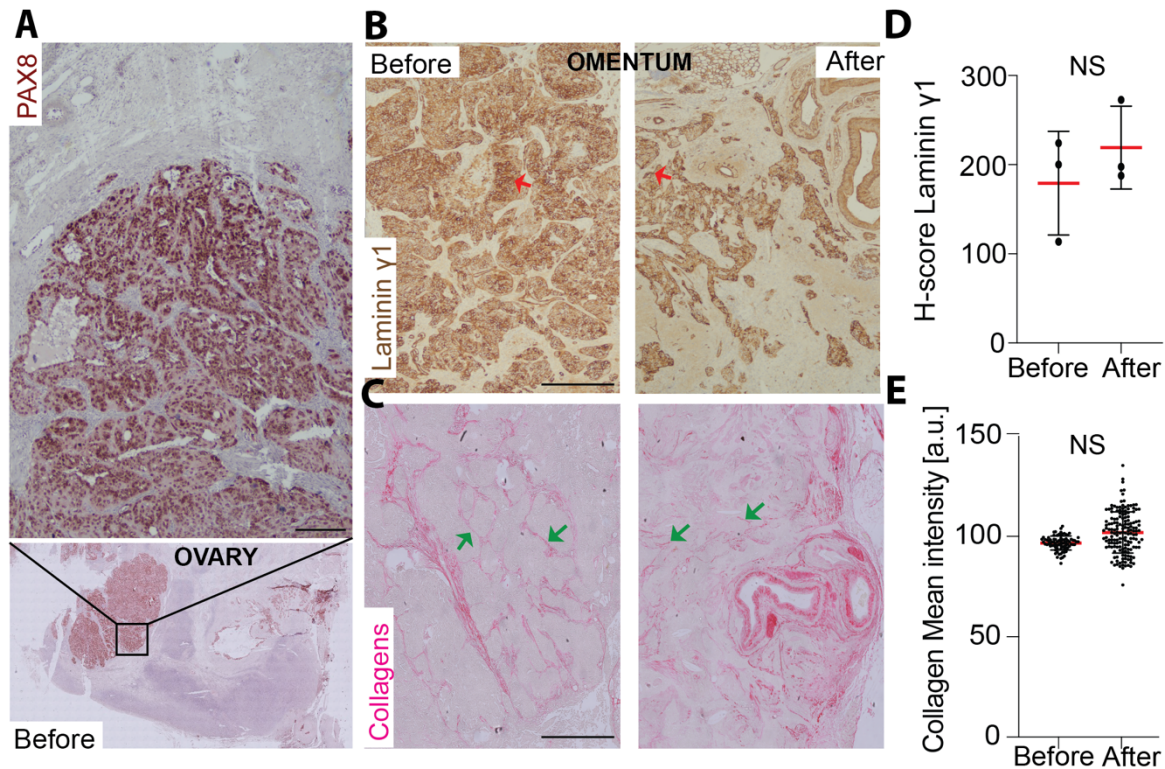 A
PAX8
OVARY
Before
B
Before
OMENTUM
After
Laminin γ1
C
Collagens
D
NS
H-score Laminin γ1
300
200
100
0
Before After
E
NS
Collagen Mean intensity [a.u.]
150
100
50
0
Before After